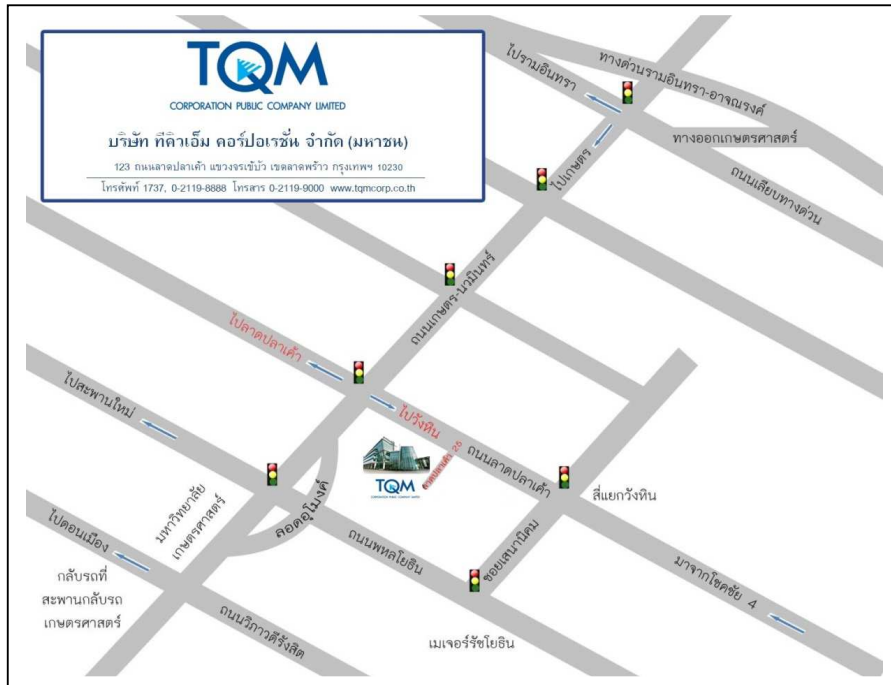 TQM
CORPORATION PUBLIC COMPANY LIMITED
บริษัท ทีคิวเอ็ม คอร์ปอเรชั่น จำกัด (มหาชน)
123 ถนนลาดปลาเค้า แขวงจรเข้บัว เขตลาดพร้าว กรุงเทพฯ 10230
โทรศัพท์ 1737, 0-2119-8888 โทรสาร 0-2119-9000 www.tqmcorp.co.th
ไปรามอินทรา
ทางด่วนรามอินทรา-อาจณรงค์
ทางออกเกษตรศาสตร์
ไปเกษตร
ถนนเลียบทางด่วน
ถนนเกษตร-นวมินทร์
ไปลาดปลาเค้า
ไปสะพานใหม่
ไปวังหิน
ถนนลาดปลาเค้า
ลาดปลาเค้า 26
TQM
CORPORATION PUBLIC COMPANY LIMITED
สี่แยกวังหิน
มหาวิทยาลัย
เกษตรศาสตร์
ลอดอุโมงค์
ไปดอนเมือง
ถนนพหลโยธิน
ซอยเสนานิคม
มาจากโชคชัย 4
กลับรถที่
สะพานกลับรถ
เกษตรศาสตร์
ถนนวิภาวดีรังสิต
เมเจอร์รัชโยธิน